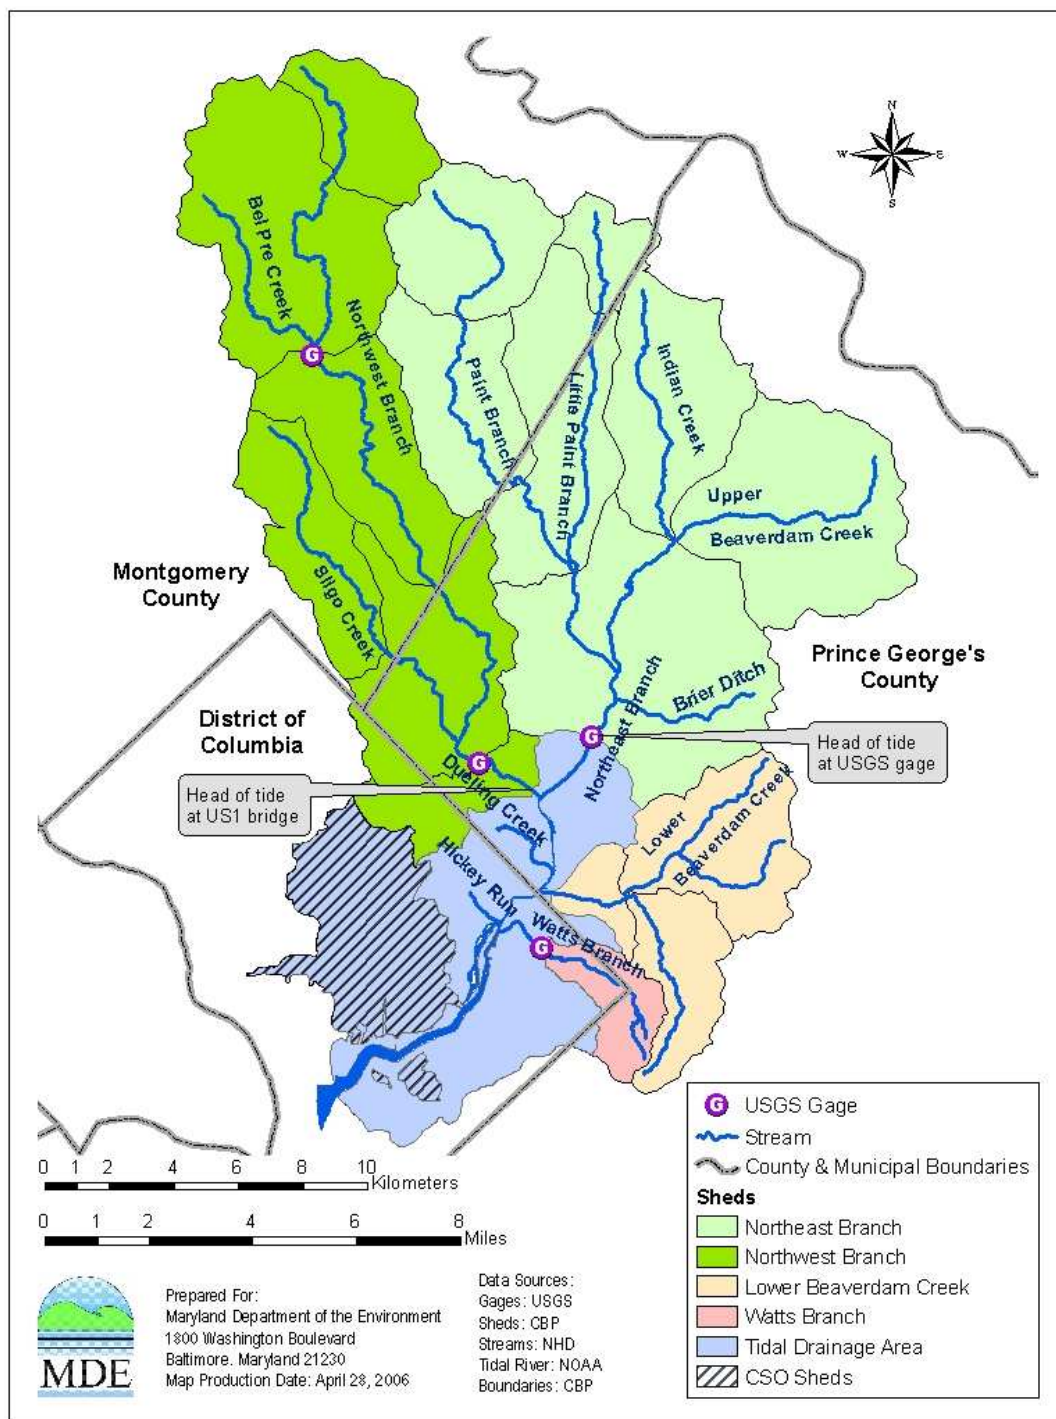 N
W E
S
Bel Pre Creek
Northwest Branch
Paint Branch
Little Paint Branch
Indian Creek
Upper
Beaverdam Creek
Montgomery
County
Sligo Creek
Prince George's
County
District of
Columbia
Northeast Branch
Brier Ditch
Head of tide
at USGS gage
Head of tide
at US1 bridge
Dueling Creek
Lower
Beaverdam Creek
Hickey Run
Watts Branch
G
G
G
G
0 1 2 4 6 8 10
Kilometers
0 1 2 4 6 8
Miles
G USGS Gage
Stream
County & Municipal Boundaries
Sheds
Northeast Branch
Northwest Branch
Lower Beaverdam Creek
Watts Branch
Tidal Drainage Area
CSO Sheds
MDE
Prepared For:
Maryland Department of the Environment
1800 Washington Boulevard
Baltimore. Maryland 21230
Map Production Date: April 28, 2006
Data Sources:
Gages: USGS
Sheds: CBP
Streams: NHD
Tidal River: NOAA
Boundaries: CBP